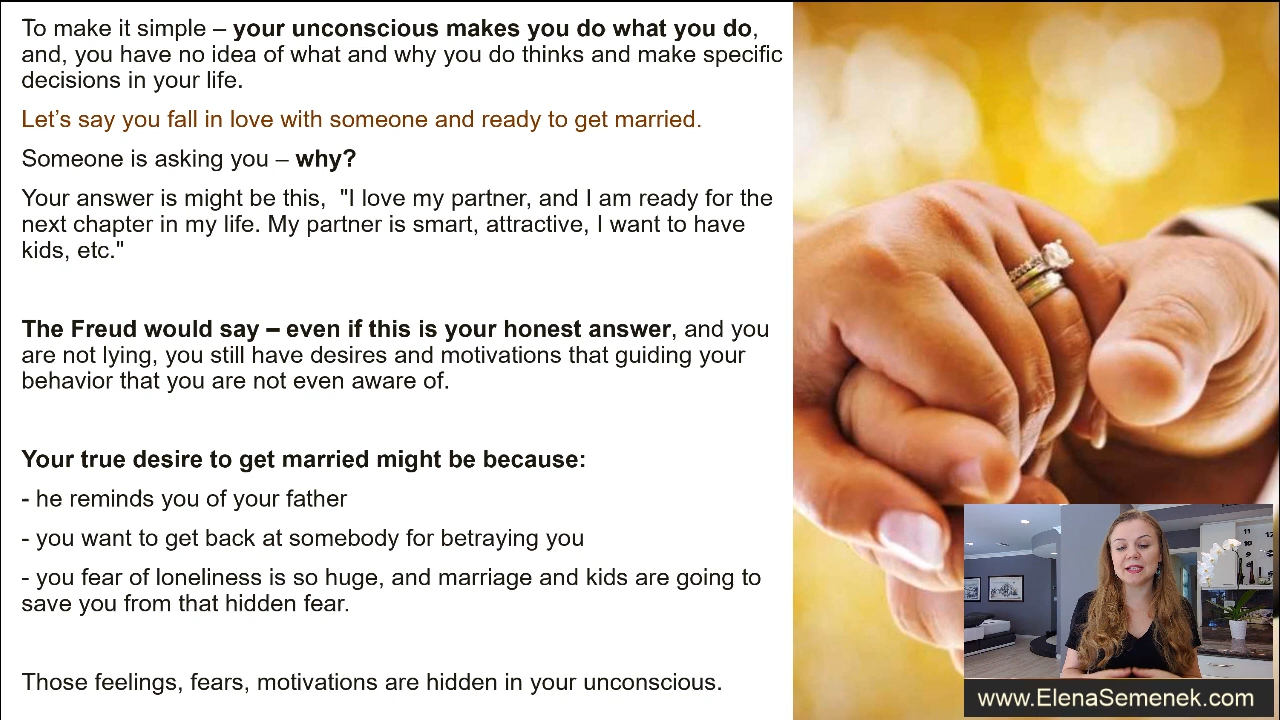 To make it simple – your unconscious makes you do what you do,
and, you have no idea of what and why you do thinks and make specific
decisions in your life.
Let’s say you fall in love with someone and ready to get married.
Someone is asking you – why?
Your answer is might be this,  "I love my partner, and I am ready for the
next chapter in my life. My partner is smart, attractive, I want to have
kids, etc."
The Freud would say – even if this is your honest answer, and you
are not lying, you still have desires and motivations that guiding your
behavior that you are not even aware of.
Your true desire to get married might be because:
- he reminds you of your father
- you want to get back at somebody for betraying you
- you fear of loneliness is so huge, and marriage and kids are going to
save you from that hidden fear.
Those feelings, fears, motivations are hidden in your unconscious.
www.ElenaSemenek.com